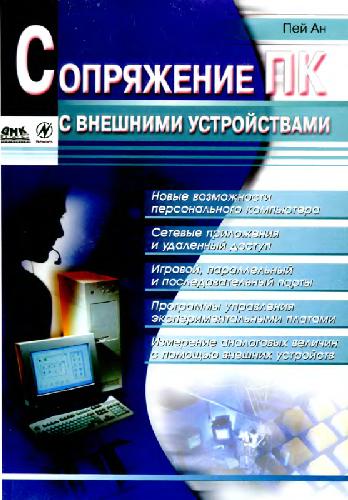 Пей Ан
СОПРЯЖЕНИЕ ПК
С ВНЕШНИМИ УСТРОЙСТВАМИ
ДМК
Новые возможности
персонального компьютера
Сетевые приложения
и удаленный доступ
Игровой, параллельный
и последовательный порты
Программы управления
экспериментальными платами
Измерение аналоговых величин
с помощью внешних устройств